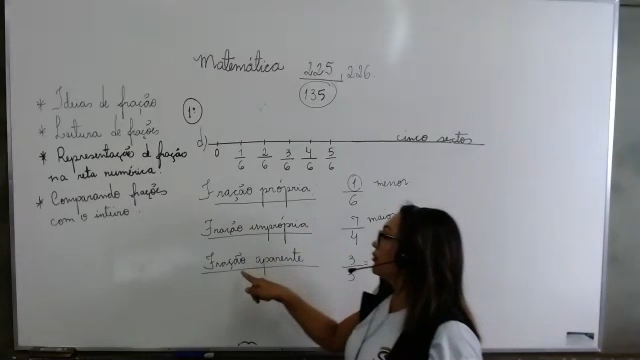 Matemática 225, 226.
135
* Ideias de fração
* Leitura de frações
* Representação de fração
na reta numérica.
* Comparando frações
com o inteiro.
1º
d) 0 1/6 2/6 3/6 4/6 5/6 cinco sextos
Fração própria 1/6 menor
Fração imprópria 7/4 maior
Fração aparente 3/3 =